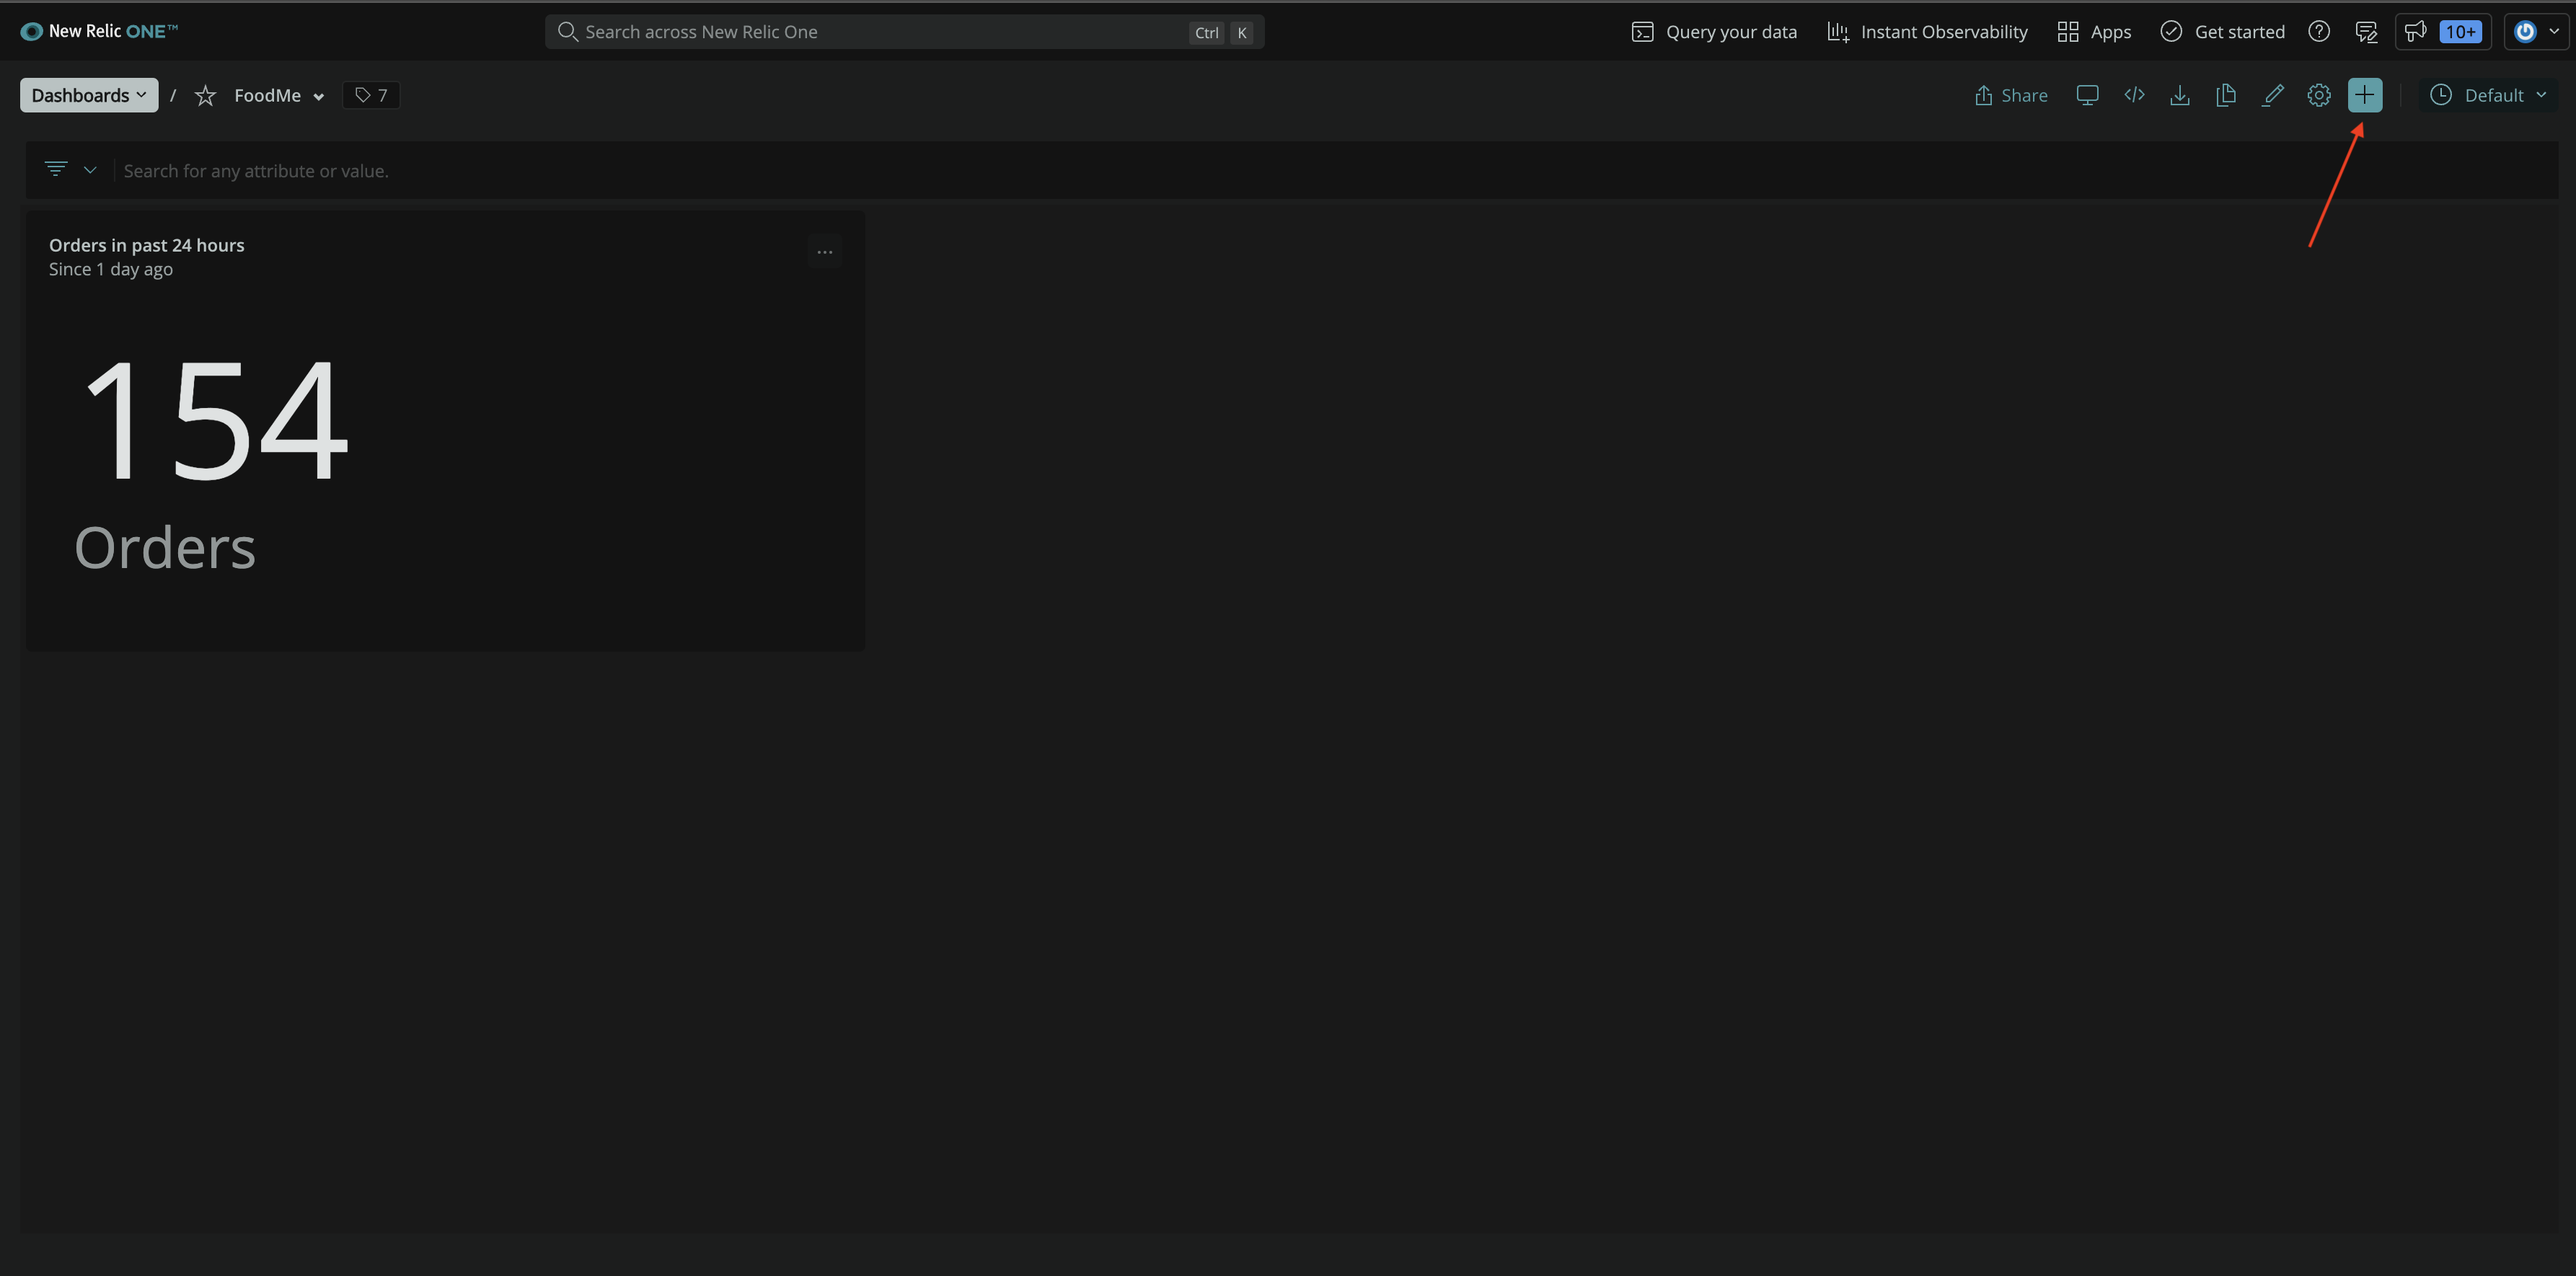 New Relic ONE™
Search across New Relic One Ctrl K
Query your data
Instant Observability
Apps
Get started
10+
Dashboards / FoodMe 7
Share
Default
Search for any attribute or value.
Orders in past 24 hours
Since 1 day ago
154
Orders